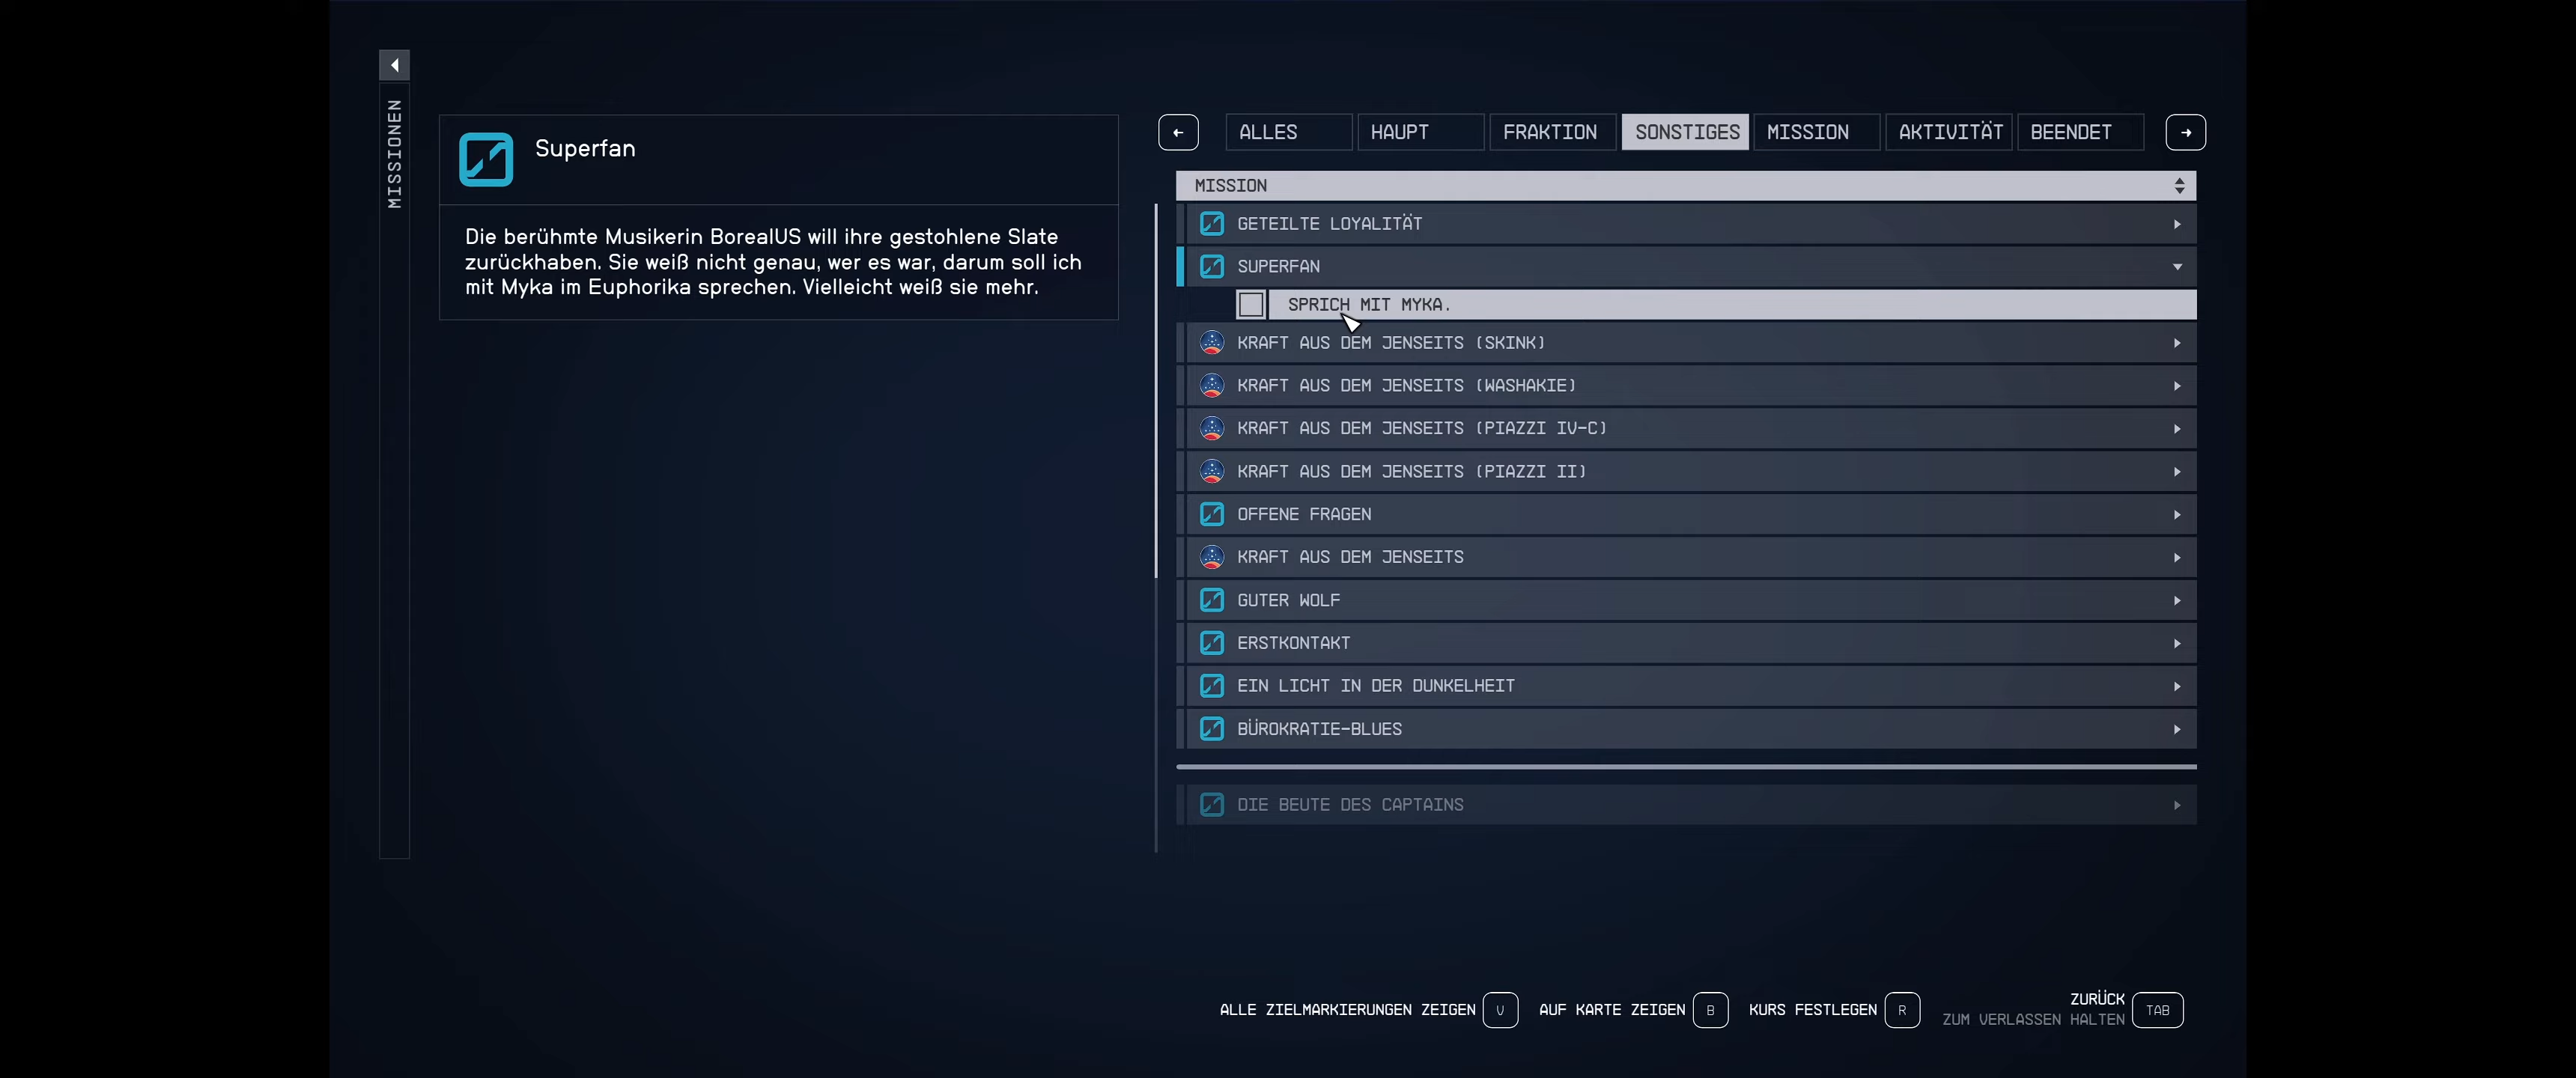 MISSIONEN
Superfan
Die berühmte Musikerin BorealUS will ihre gestohlene Slate
zurückhaben. Sie weiß nicht genau, wer es war, darum soll ich
mit Myka im Euphorika sprechen. Vielleicht weiß sie mehr.
ALLES HAUPT FRAKTION SONSTIGES MISSION AKTIVITÄT BEENDET
MISSION
GETEILTE LOYALITÄT
SUPERFAN
SPRICH MIT MYKA.
KRAFT AUS DEM JENSEITS (SKINK)
KRAFT AUS DEM JENSEITS (WASHAKIE)
KRAFT AUS DEM JENSEITS (PIAZZI IV-C)
KRAFT AUS DEM JENSEITS (PIAZZI II)
OFFENE FRAGEN
KRAFT AUS DEM JENSEITS
GUTER WOLF
ERSTKONTAKT
EIN LICHT IN DER DUNKELHEIT
BÜROKRATIE-BLUES
DIE BEUTE DES CAPTAINS
ALLE ZIELMARKIERUNGEN ZEIGEN V AUF KARTE ZEIGEN B KURS FESTLEGEN R ZURÜCK TAB
ZUM VERLASSEN HALTEN